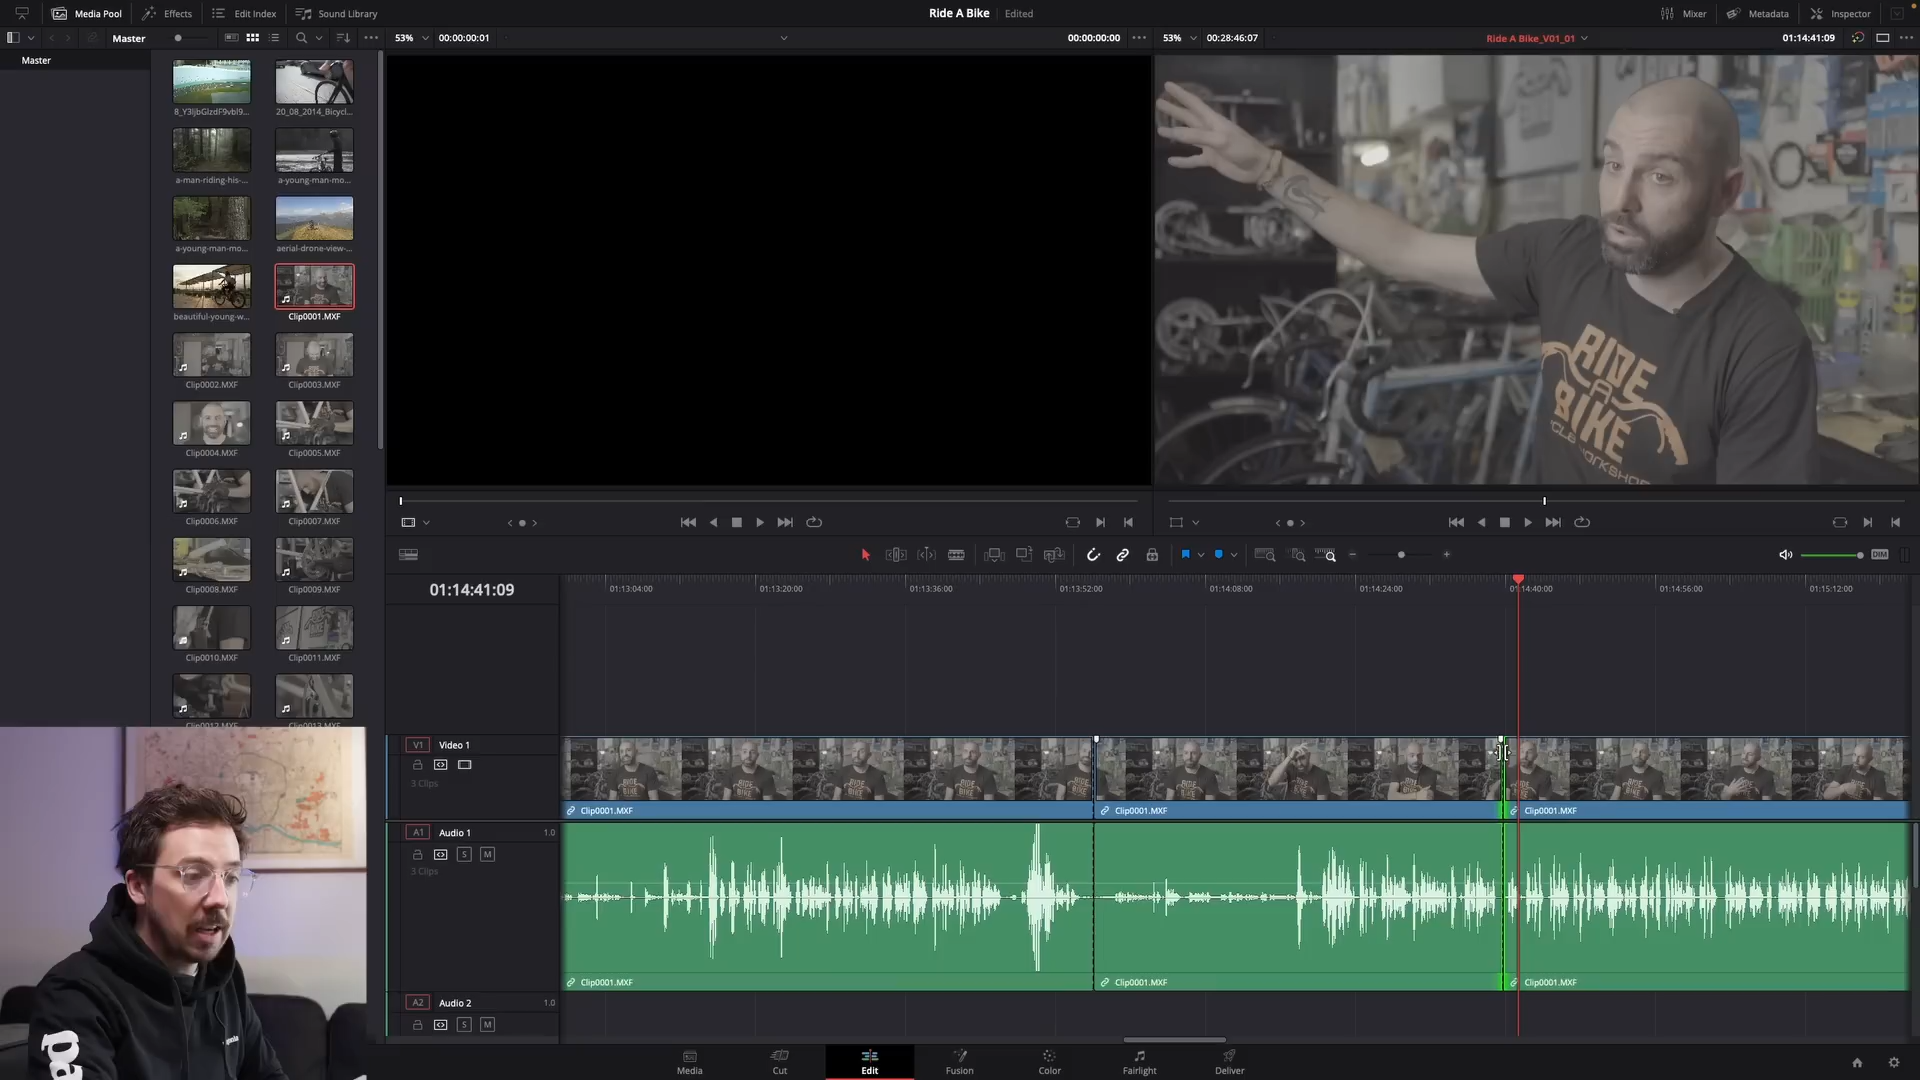 Media Pool
Effects
Edit Index
Sound Library
Ride A Bike
Edited
Mixer
Metadata
Inspector
Master
53%
00:00:00:01
00:00:00:00
53%
00:28:46:07
Ride A Bike_V01_01
01:14:41:09
Master
8_Y3IjbGIzdF9vbI9...
20_08_2014_Bicycl...
a-man-riding-his-...
a-young-man-mo...
a-young-man-mo...
aerial-drone-view-...
beautiful-young-w...
Clip0001.MXF
Clip0002.MXF
Clip0003.MXF
Clip0004.MXF
Clip0005.MXF
Clip0006.MXF
Clip0007.MXF
Clip0008.MXF
Clip0009.MXF
Clip0010.MXF
Clip0011.MXF
Clip0012.MXF
Clip0013.MXF
RIDE
A
BIKE
CYCLE WORKSHOP
DIM
01:14:41:09
01:13:04:00
01:13:20:00
01:13:36:00
01:13:52:00
01:14:08:00
01:14:24:00
01:14:40:00
01:14:56:00
01:15:12:00
V1
Video 1
3 Clips
Clip0001.MXF
Clip0001.MXF
Clip0001.MXF
A1
Audio 1
1.0
S
M
3 Clips
Clip0001.MXF
Clip0001.MXF
Clip0001.MXF
A2
Audio 2
1.0
S
M
Media
Cut
Edit
Fusion
Color
Fairlight
Deliver